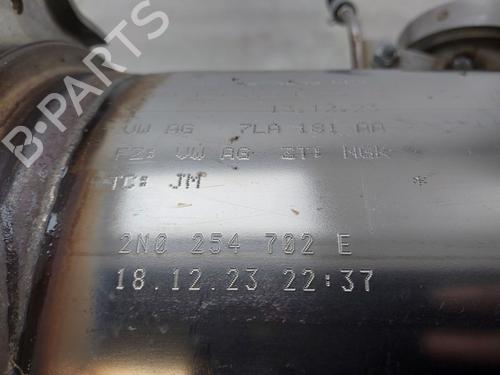 B-PARTS
13.12.23
VW AG 7LA 181 AA
FZ: VW AG ZT: NGK
TC: JM *
2N0 254 702 E
18.12.23 22:37